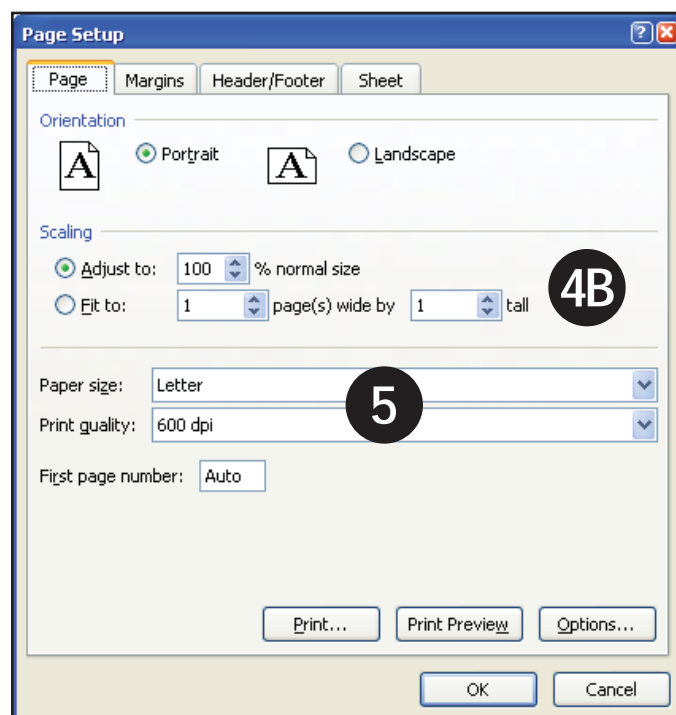 Page Setup
Page Margins Header/Footer Sheet
Orientation
A Portrait A Landscape
Scaling
Adjust to: 100 % normal size
Fit to: 1 page(s) wide by 1 tall
4B
Paper size: Letter
5
Print quality: 600 dpi
First page number: Auto
Print... Print Preview Options...
OK Cancel